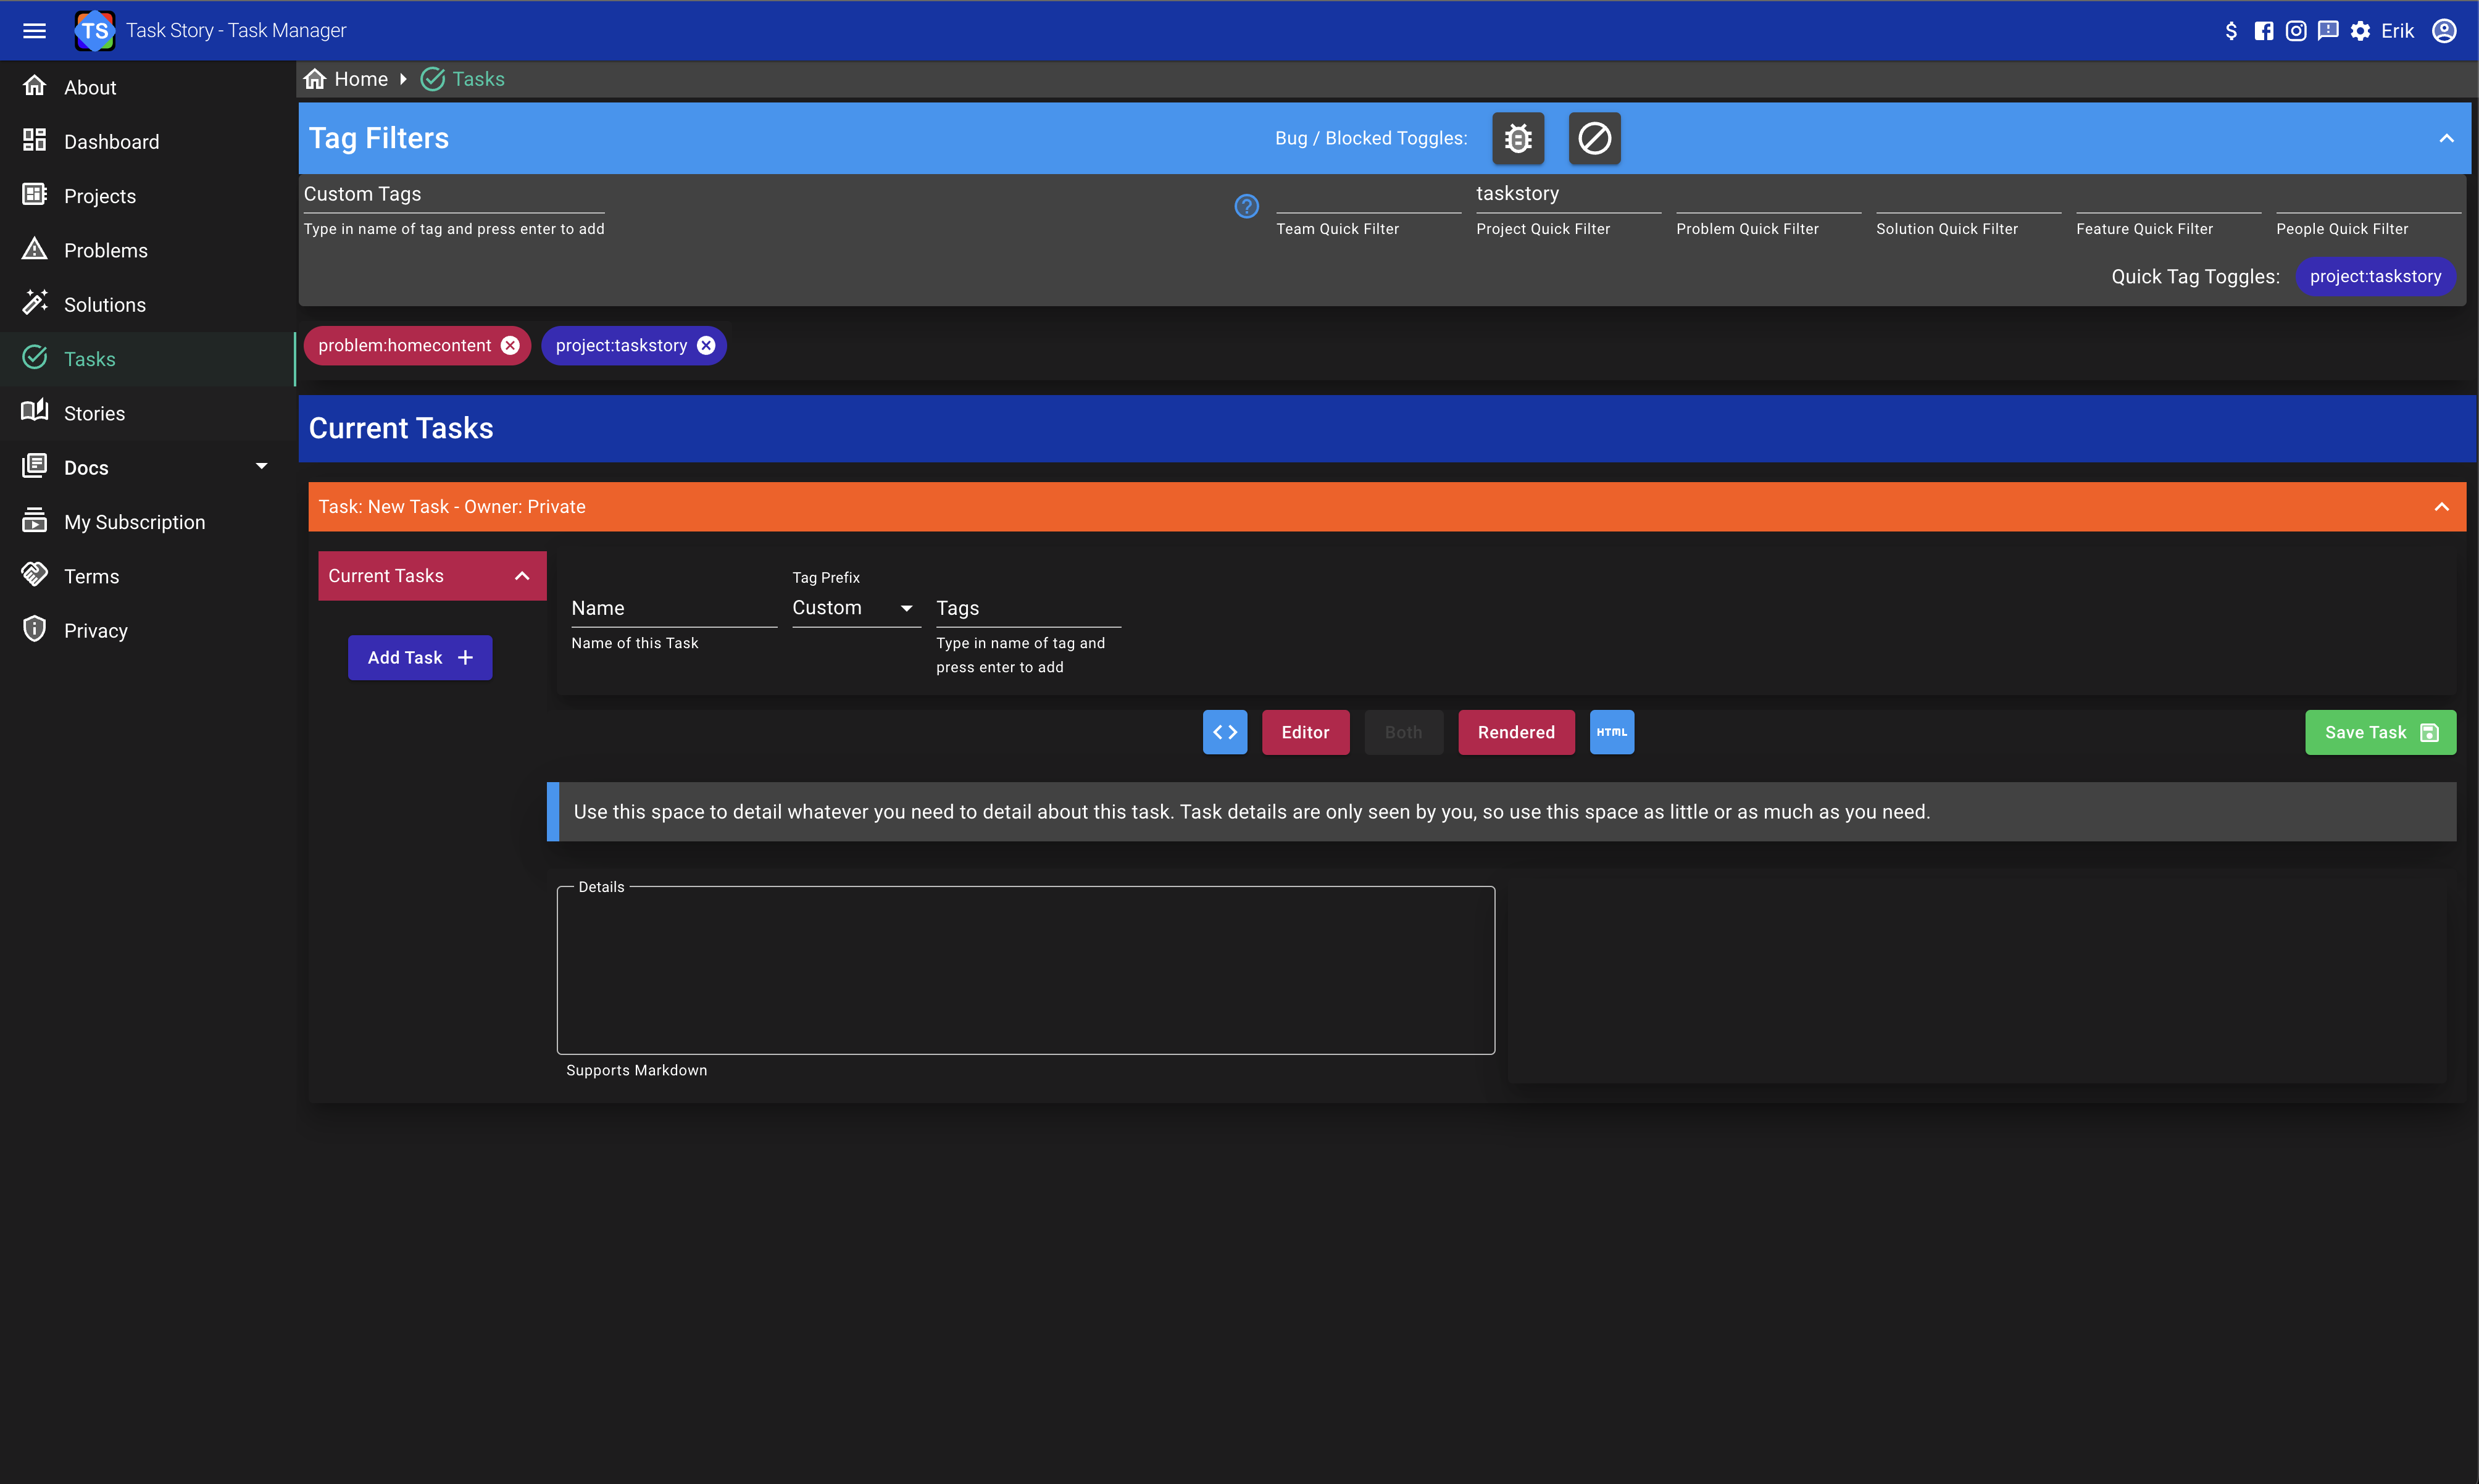 TS Task Story - Task Manager
Erik
About
Dashboard
Projects
Problems
Solutions
Tasks
Stories
Docs
My Subscription
Terms
Privacy
Home Tasks
Tag Filters
Bug / Blocked Toggles:
Custom Tags
Type in name of tag and press enter to add
Team Quick Filter
taskstory
Project Quick Filter
Problem Quick Filter
Solution Quick Filter
Feature Quick Filter
People Quick Filter
Quick Tag Toggles: project:taskstory
problem:homecontent project:taskstory
Current Tasks
Task: New Task - Owner: Private
Current Tasks
Add Task
Name
Name of this Task
Tag Prefix
Custom
Tags
Type in name of tag and
press enter to add
Editor Both Rendered HTML
Save Task
Use this space to detail whatever you need to detail about this task. Task details are only seen by you, so use this space as little or as much as you need.
Details
Supports Markdown